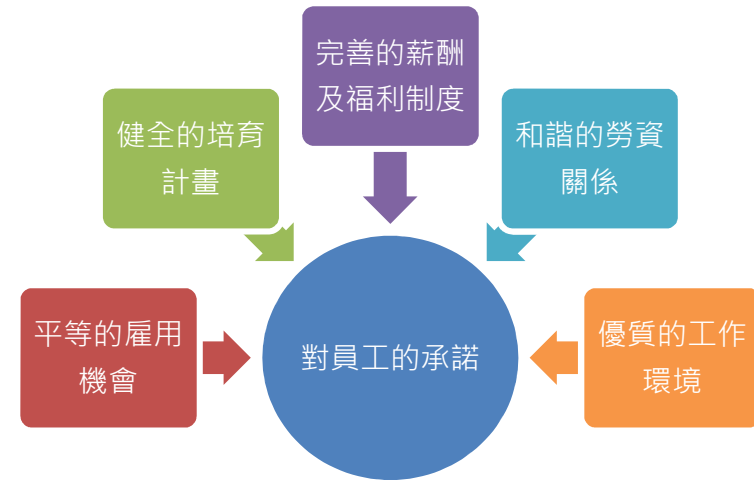 完善的薪酬
及福利制度
健全的培育
計畫
和諧的勞資
關係
平等的雇用
機會
對員工的承諾
優質的工作
環境